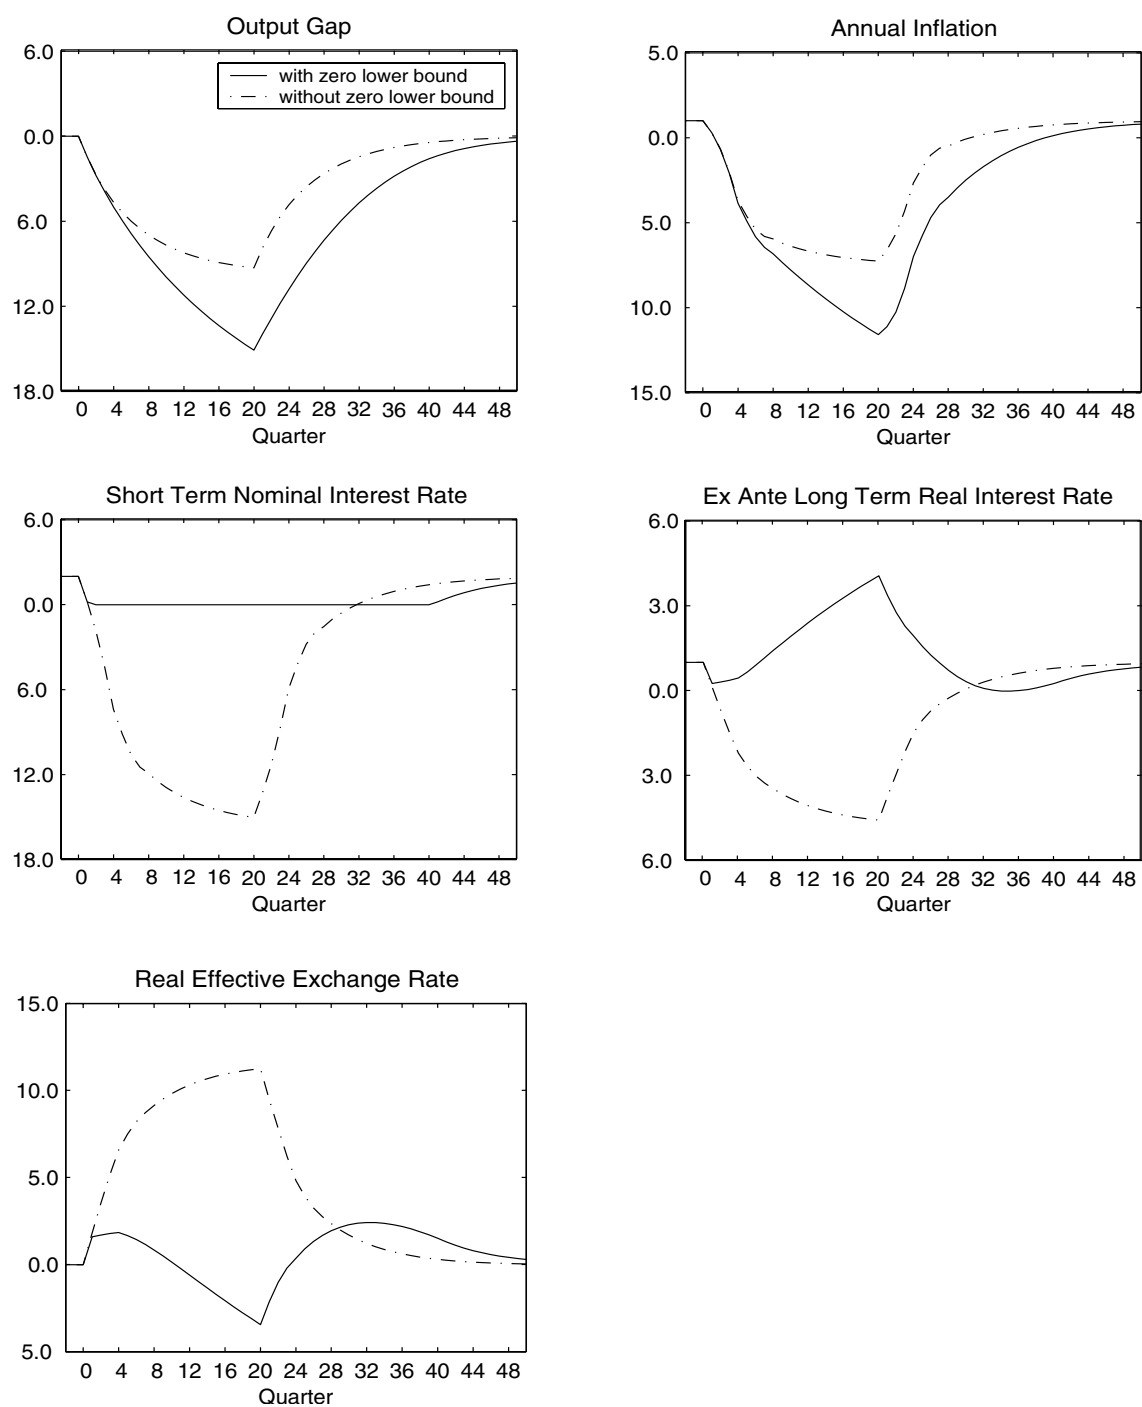 Output Gap
6.0
with zero lower bound
without zero lower bound
0.0
6.0
12.0
18.0
0 4 8 12 16 20 24 28 32 36 40 44 48
Quarter
Annual Inflation
5.0
0.0
5.0
10.0
15.0
0 4 8 12 16 20 24 28 32 36 40 44 48
Quarter
Short Term Nominal Interest Rate
6.0
0.0
6.0
12.0
18.0
0 4 8 12 16 20 24 28 32 36 40 44 48
Quarter
Ex Ante Long Term Real Interest Rate
6.0
3.0
0.0
3.0
6.0
0 4 8 12 16 20 24 28 32 36 40 44 48
Quarter
Real Effective Exchange Rate
15.0
10.0
5.0
0.0
5.0
0 4 8 12 16 20 24 28 32 36 40 44 48
Quarter